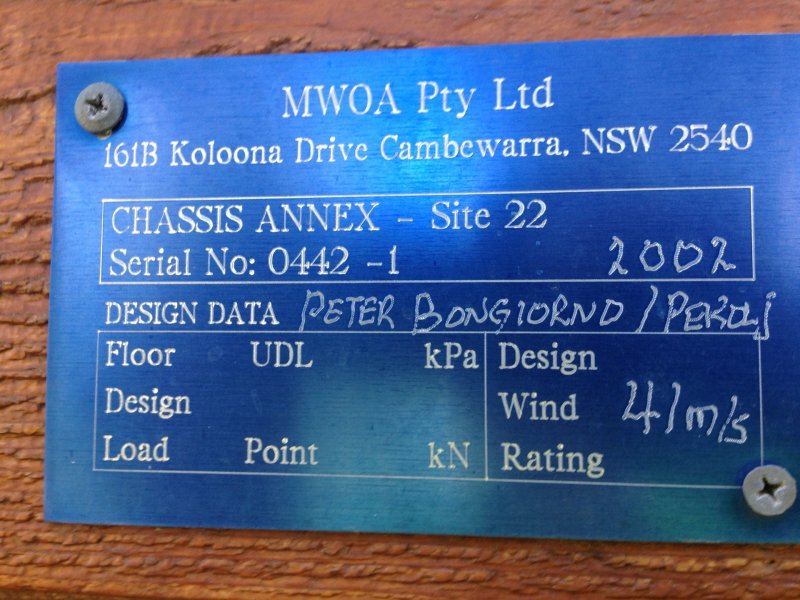 MWOA Pty Ltd
161B Koloona Drive Cambewarra, NSW 2540
CHASSIS ANNEX - Site 22
Serial No: 0442 -1 2002
DESIGN DATA PETER BONGIORNO /
Floor UDL kPa Design
Design Wind 41m/s
Load Point kN Rating